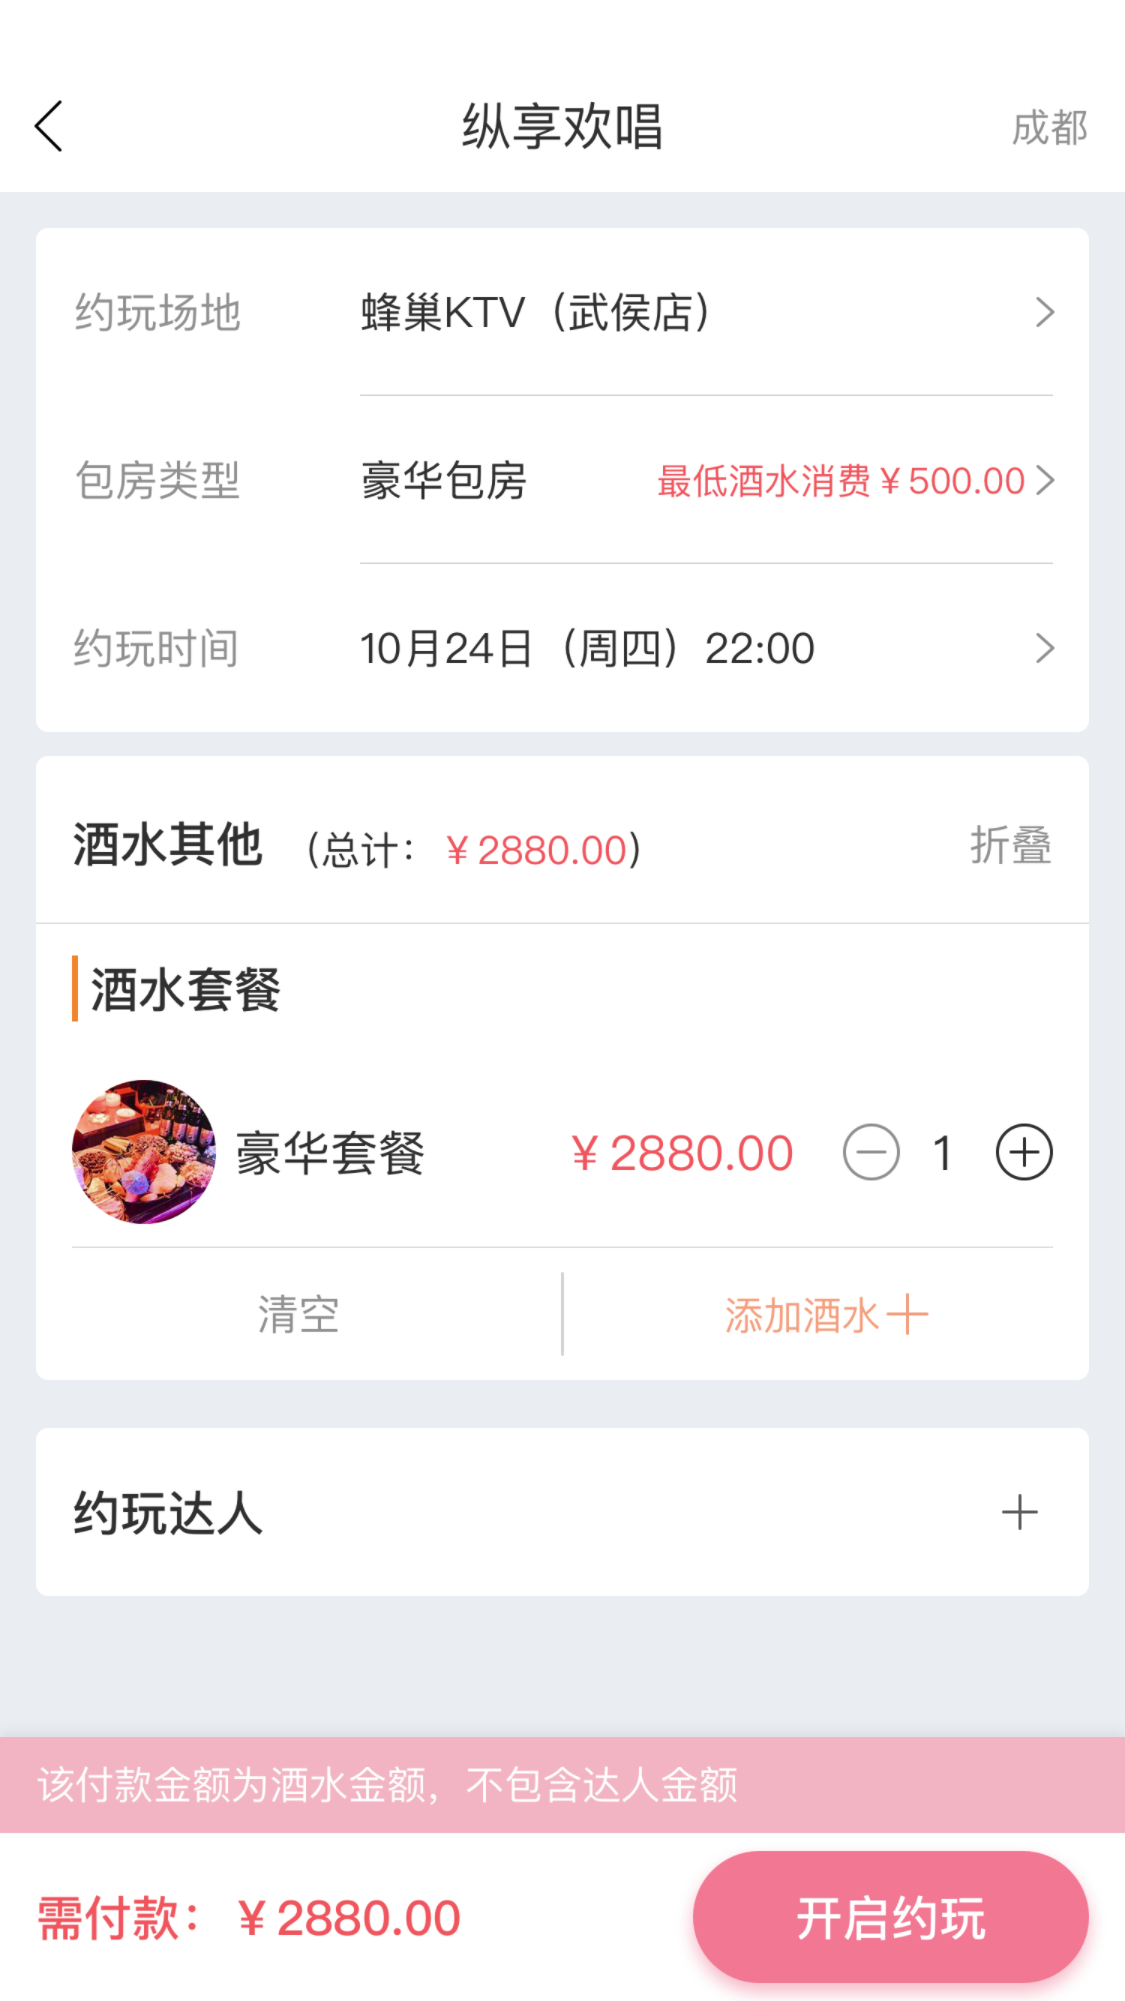 纵享欢唱
成都
约玩场地
蜂巢KTV（武侯店）
包房类型
豪华包房
最低酒水消费¥500.00
约玩时间
10月24日（周四）22:00
酒水其他 （总计：¥2880.00）
折叠
酒水套餐
豪华套餐
¥2880.00
1
清空
添加酒水
约玩达人
该付款金额为酒水金额，不包含达人金额
需付款：¥2880.00
开启约玩